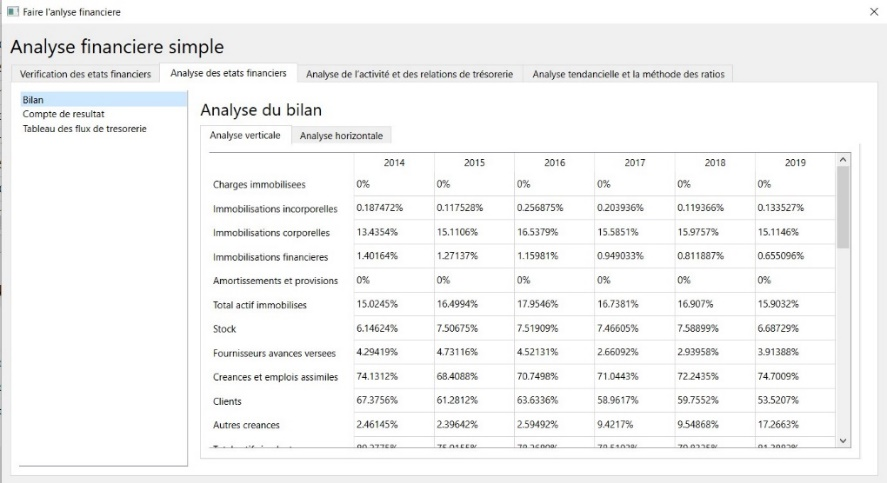 Faire l'anlyse financiere
Analyse financiere simple
Verification des etats financiers Analyse des etats financiers Analyse de l'activité et des relations de trésorerie Analyse tendancielle et la méthode des ratios
Bilan
Compte de resultat
Tableau des flux de tresorerie
Analyse du bilan
Analyse verticale Analyse horizontale
2014 2015 2016 2017 2018 2019
Charges immobilisees 0% 0% 0% 0% 0% 0%
Immobilisations incorporelles 0.187472% 0.117528% 0.256875% 0.203936% 0.119366% 0.133527%
Immobilisations corporelles 13.4354% 15.1106% 16.5379% 15.5851% 15.9757% 15.1146%
Immobilisations financieres 1.40164% 1.27137% 1.15981% 0.949033% 0.811887% 0.655096%
Amortissements et provisions 0% 0% 0% 0% 0% 0%
Total actif immobilises 15.0245% 16.4994% 17.9546% 16.7381% 16.907% 15.9032%
Stock 6.14624% 7.50675% 7.51909% 7.46605% 7.58899% 6.68729%
Fournisseurs avances versees 4.29419% 4.73116% 4.52131% 2.66092% 2.93958% 3.91388%
Creances et emplois assimiles 74.1312% 68.4088% 70.7498% 71.0443% 72.2435% 74.7009%
Clients 67.3756% 61.2812% 63.6336% 58.9617% 59.7552% 53.5207%
Autres creances 2.46145% 2.39642% 2.59492% 9.4217% 9.54868% 17.2663%